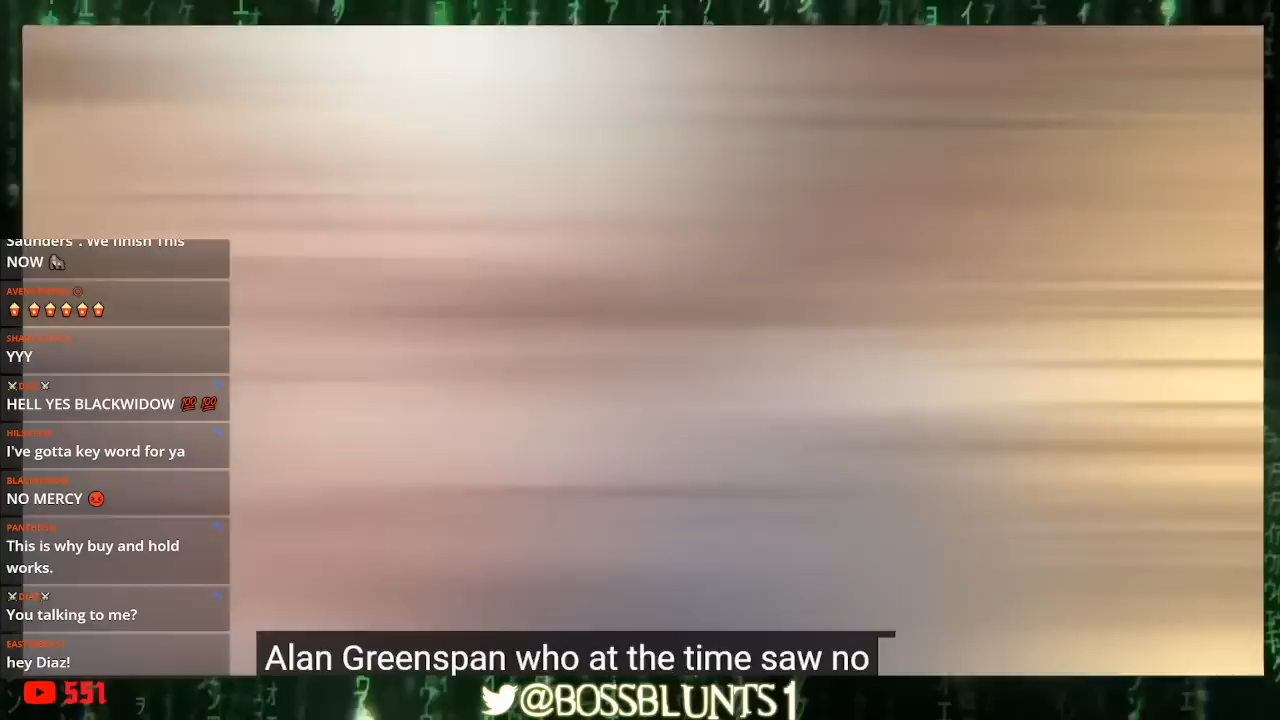 Saunders . We finish This
NOW
YYY
HELL YES BLACKWIDOW 💯 💯
I've gotta key word for ya
NO MERCY 😡
This is why buy and hold
works.
DIAZ
You talking to me?
hey Diaz!
Alan Greenspan who at the time saw no
551
@BOSSBLUNTS1